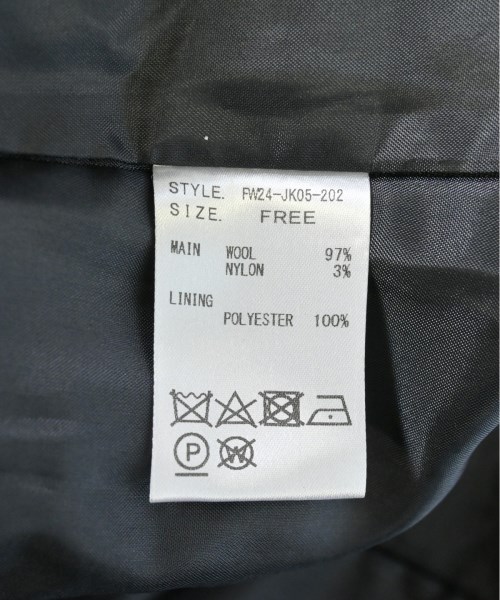 STYLE. FW24-JK05-202
SIZE. FREE
MAIN WOOL 97%
NYLON 3%
LINING
POLYESTER 100%
P W